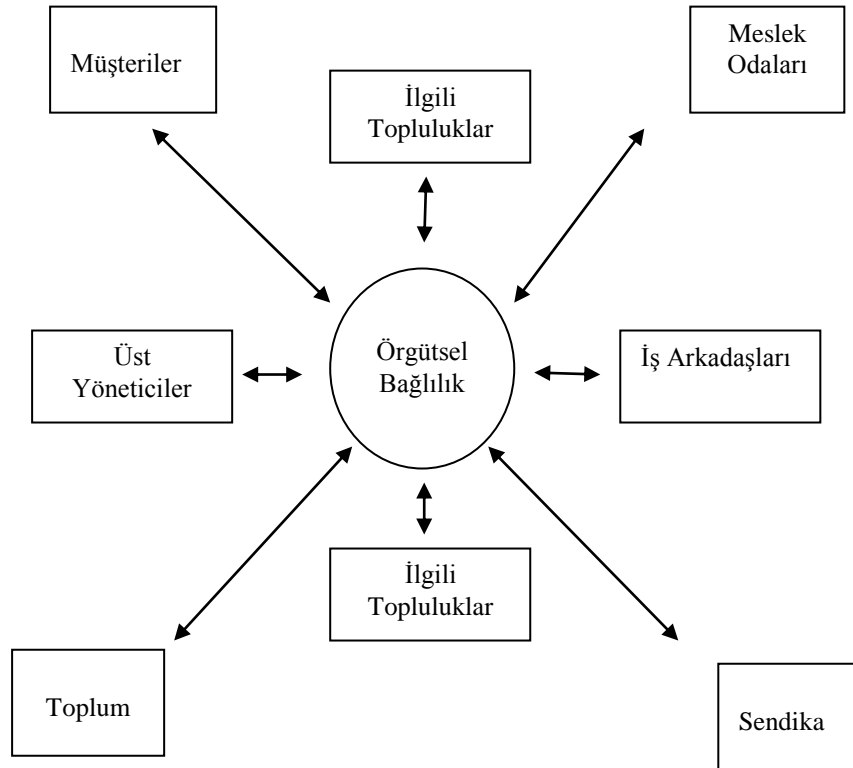 Müşteriler
İlgili
Topluluklar
Meslek
Odaları
Üst
Yöneticiler
Örgütsel
Bağlılık
İş Arkadaşları
İlgili
Topluluklar
Toplum
Sendika